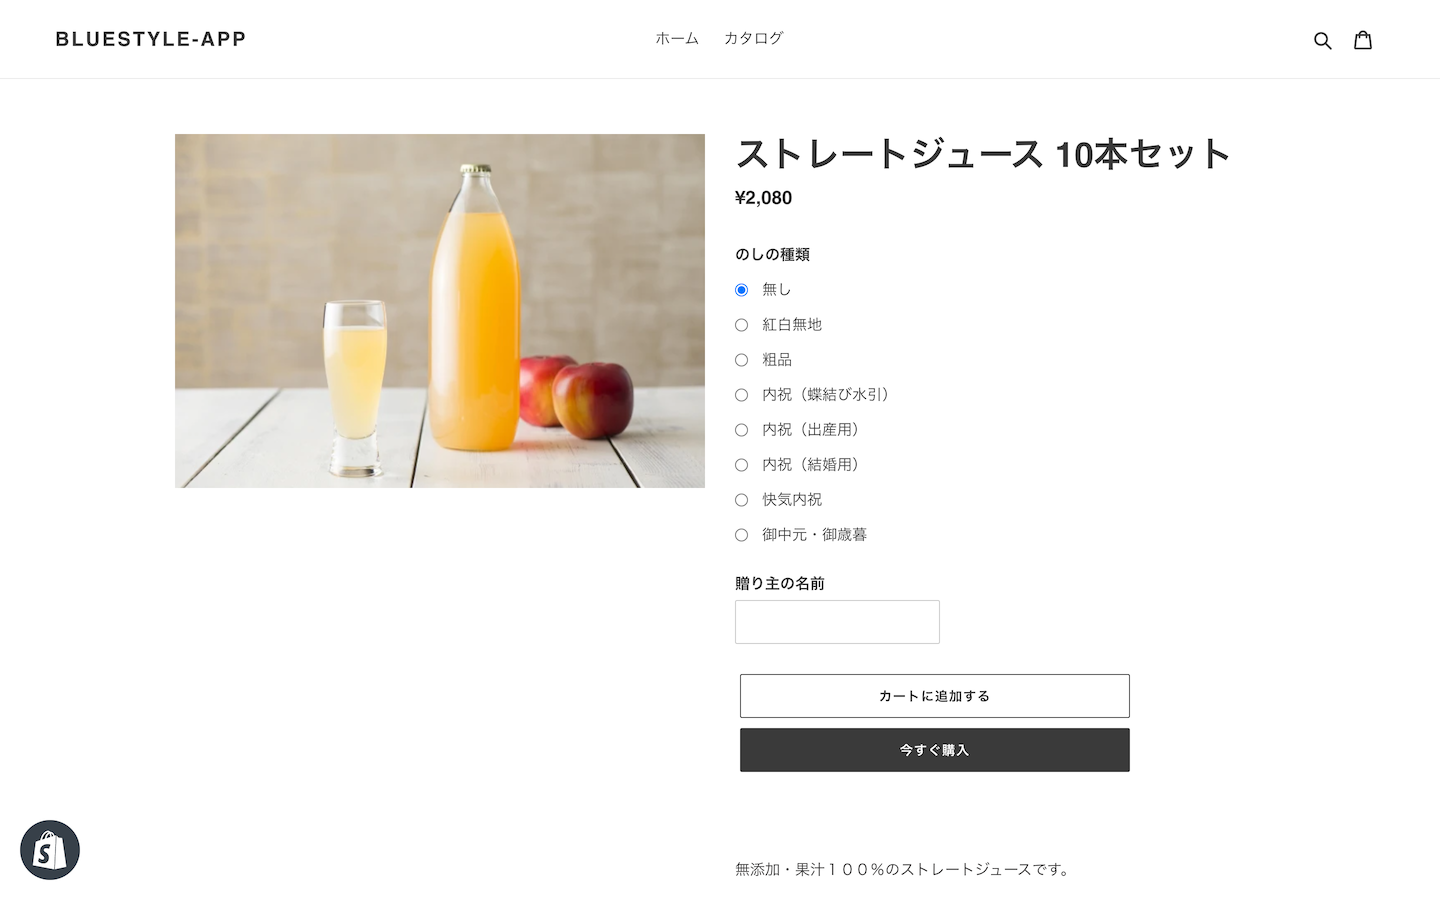 BLUESTYLE-APP
ホーム
カタログ
ストレートジュース 10本セット
¥2,080
のしの種類
無し
紅白無地
粗品
内祝（蝶結び水引）
内祝（出産用）
内祝（結婚用）
快気内祝
御中元・御歳暮
贈り主の名前
カートに追加する
今すぐ購入
無添加・果汁１００％のストレートジュースです。